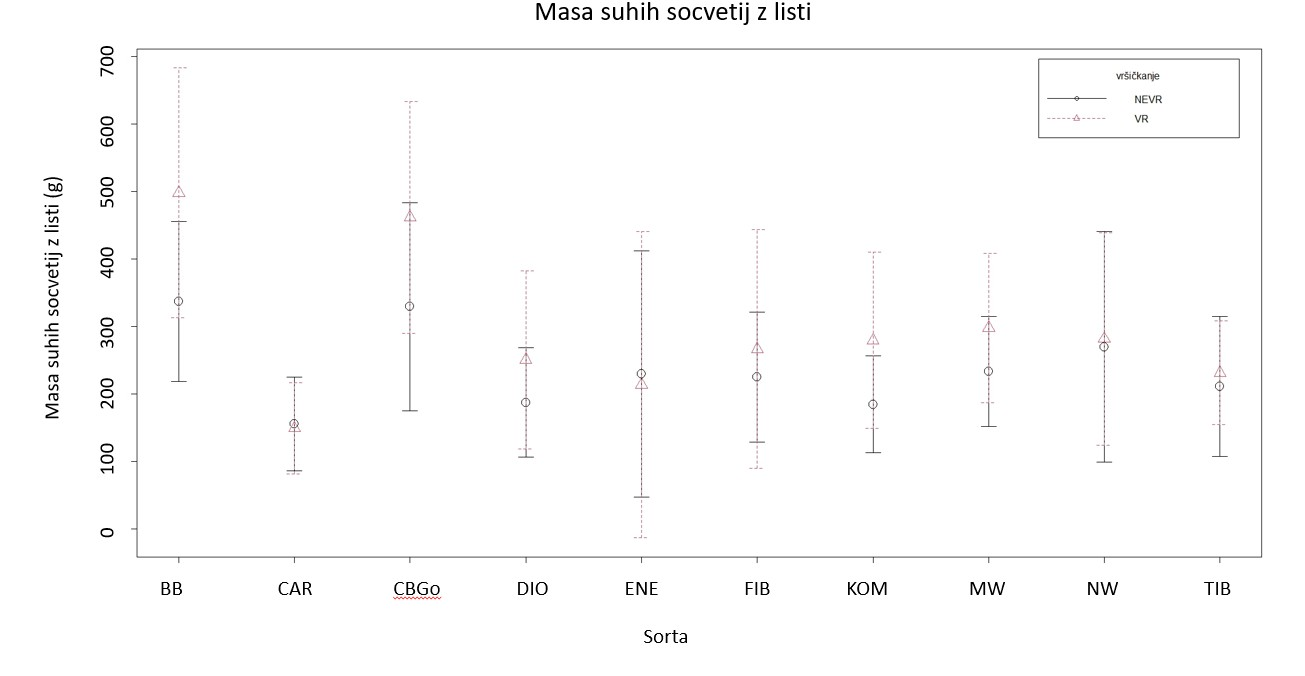 Masa suhih socvetij z listi
700
600
500
400
300
200
100
0
Masa suhih socvetij z listi (g)
vršičkanje
NEVR
VR
BB CAR CBGo DIO ENE FIB KOM MW NW TIB
Sorta